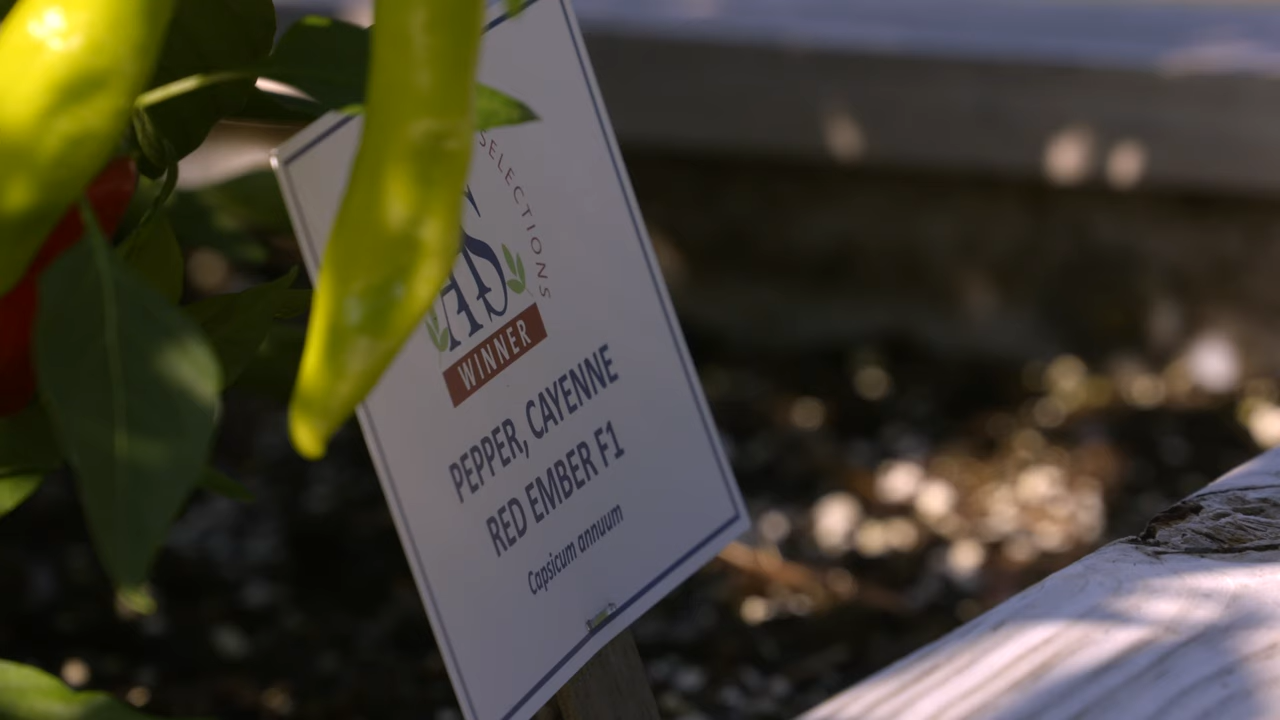 SELECTIONS
WINNER
PEPPER, CAYENNE
RED EMBER F1
Capsicum annuum